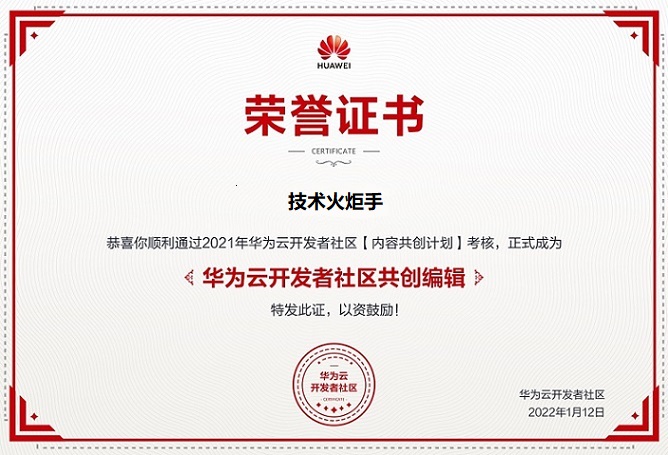 HUAWEI
荣誉证书
CERTIFICATE
技术火炬手
恭喜你顺利通过2021年华为云开发者社区【内容共创计划】考核，正式成为
华为云开发者社区共创编辑
特发此证，以资鼓励！
华为云
开发者社区
华为云开发者社区
2022年1月12日